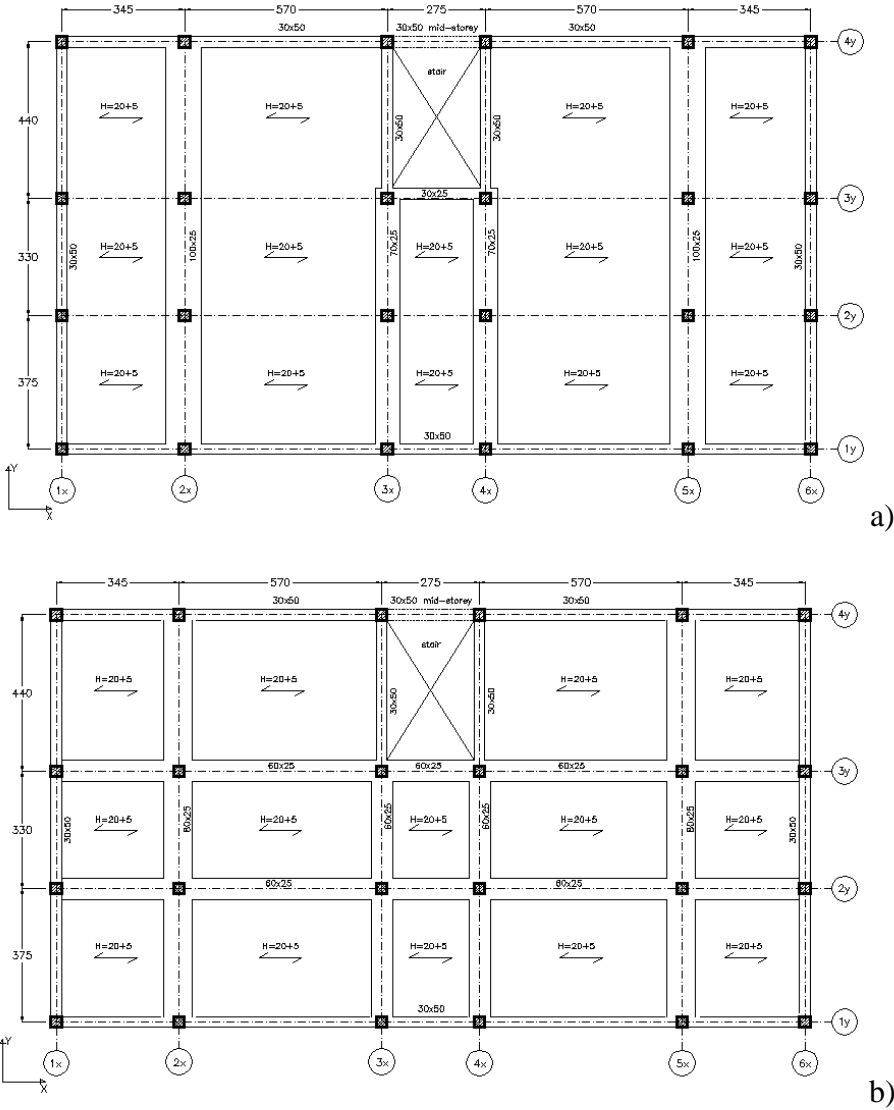 345 570 275 570 345
30x50 30x50 mid-storey 30x50
4y
stair
H=20+5 H=20+5 H=20+5 H=20+5
440
30x50 30x50
30x25
3y
330
30x50 100x25 70x25 70x25 100x25 30x50
H=20+5 H=20+5 H=20+5 H=20+5 H=20+5
2y
375
H=20+5 H=20+5 H=20+5 H=20+5 H=20+5
30x50
1y
Y
X
1x 2x 3x 4x 5x 6x
a)
345 570 275 570 345
30x50 30x50 mid-storey 30x50
4y
stair
H=20+5 H=20+5 H=20+5 H=20+5
440
30x50 30x50
60x25 60x25 60x25
3y
330
30x50 80x25 60x25 60x25 80x25 30x50
H=20+5 H=20+5 H=20+5 H=20+5 H=20+5
60x25 60x25
2y
375
H=20+5 H=20+5 H=20+5 H=20+5 H=20+5
30x50
1y
Y
X
1x 2x 3x 4x 5x 6x
b)